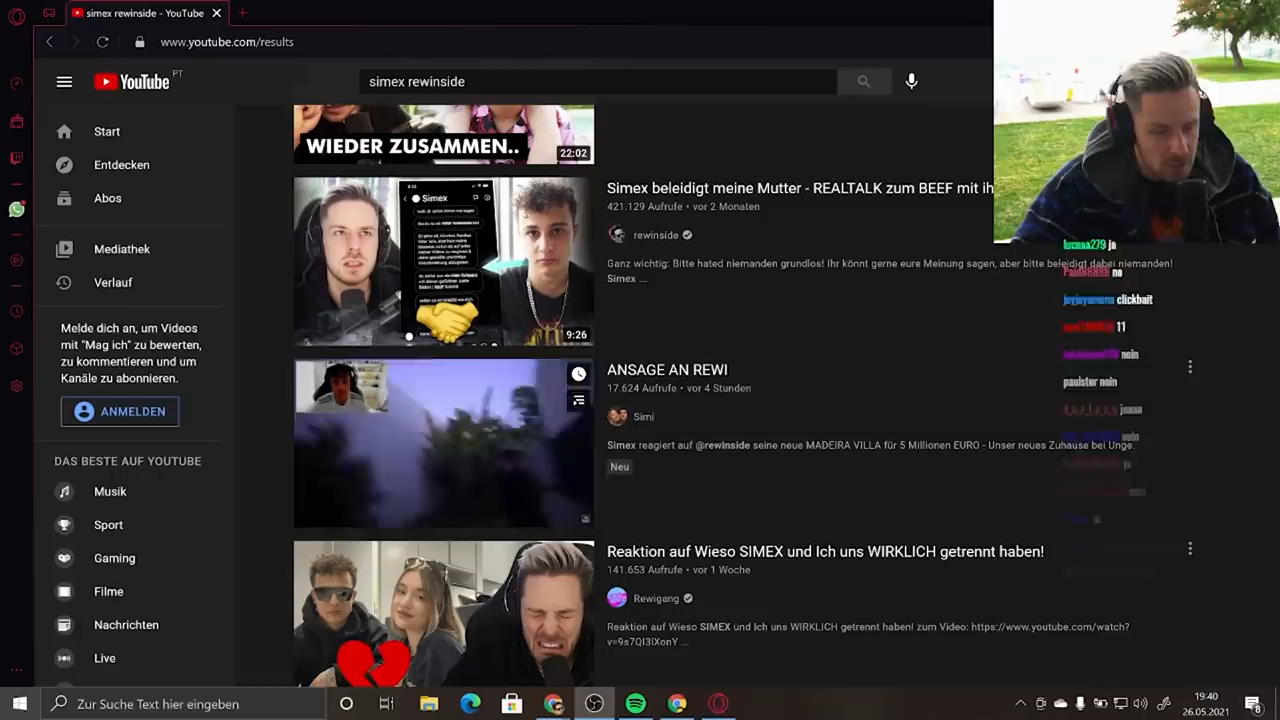 simex rewinside - YouTube
www.youtube.com/results
YouTube PT
simex rewinside
Start
Entdecken
Abos
Mediathek
Verlauf
Melde dich an, um Videos
mit "Mag ich" zu bewerten,
zu kommentieren und um
Kanäle zu abonnieren.
ANMELDEN
DAS BESTE AUF YOUTUBE
Musik
Sport
Gaming
Filme
Nachrichten
Live
WIEDER ZUSAMMEN..
22:02
Simex
9:26
Simex beleidigt meine Mutter - REALTALK zum BEEF mit ih
421.129 Aufrufe • vor 2 Monaten
rewinside
Ganz wichtig: Bitte hated niemanden grundlos! Ihr könnt gerne eure Meinung sagen, aber bitte beleidigt dabei niemanden!
Simex ...
ANSAGE AN REWI
17.624 Aufrufe • vor 4 Stunden
Simi
Simex reagiert auf @rewinside seine neue MADEIRA VILLA für 5 Millionen EURO - Unser neues Zuhause bei Unge.
Neu
Reaktion auf Wieso SIMEX und Ich uns WIRKLICH getrennt haben!
141.653 Aufrufe • vor 1 Woche
Rewigang
Reaktion auf Wieso SIMEX und Ich uns WIRKLICH getrennt haben! zum Video: https://www.youtube.com/watch?
v=9s7QI3lXonY ...
ja
no
clickbait
11
nein
paulster nein
Zur Suche Text hier eingeben
19:40
26.05.2021
8